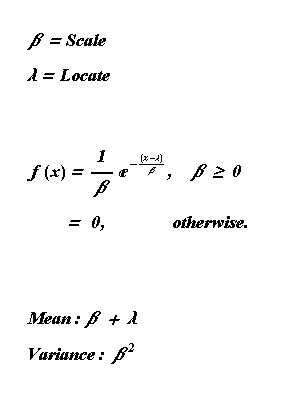 β = Scale
λ = Locate
f (x) = 1/β e^{-(x-λ)/β}, β ≥ 0
= 0, otherwise.
Mean : β + λ
Variance : β²